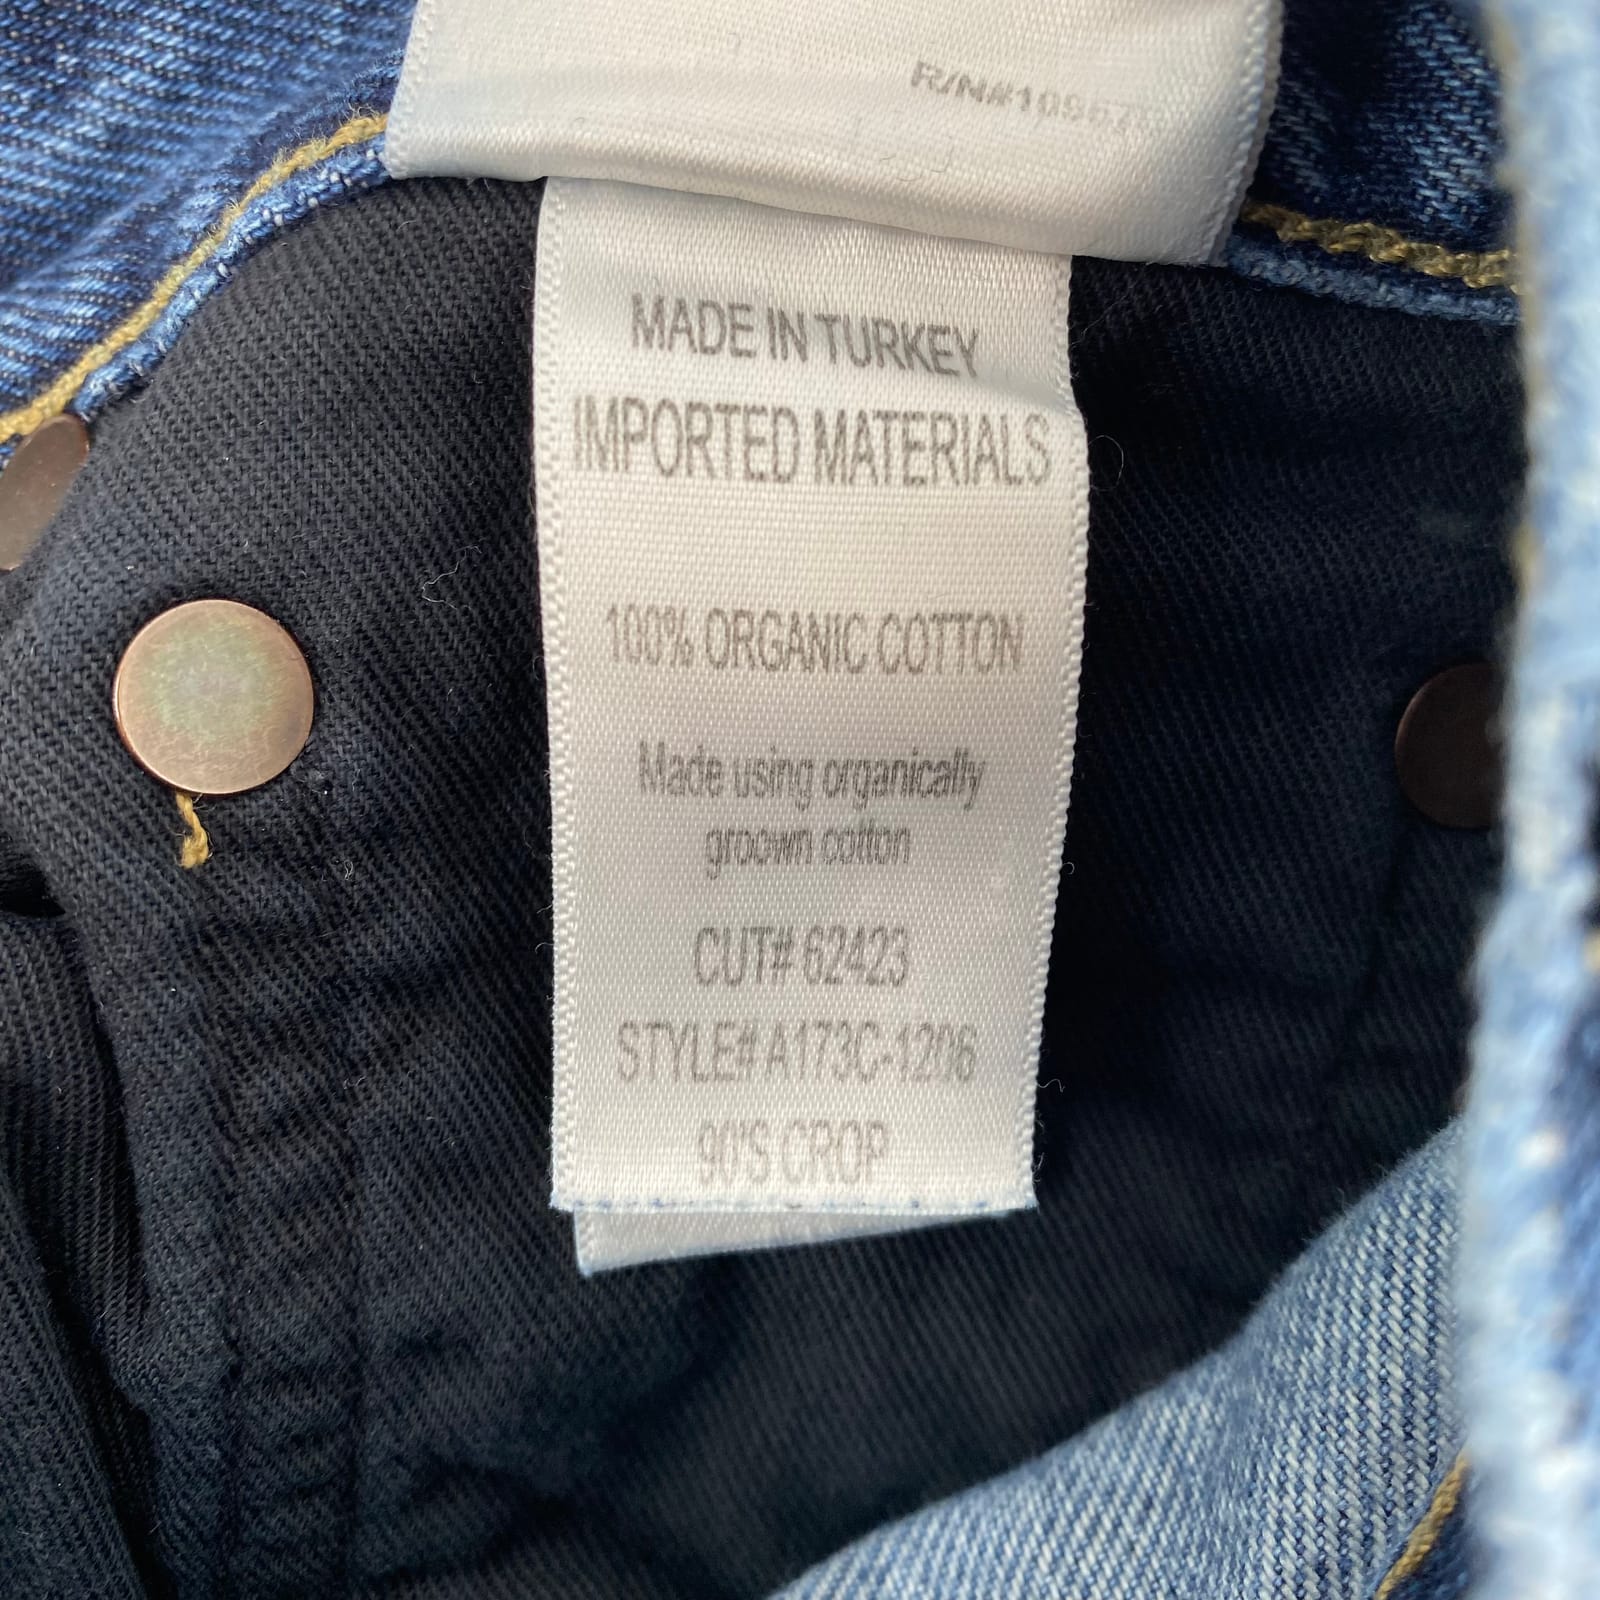 MADE IN TURKEY
IMPORTED MATERIALS
100% ORGANIC COTTON
Made using organically
groown cotton
CUT# 62423
STYLE# A173C-1206
90'S CROP